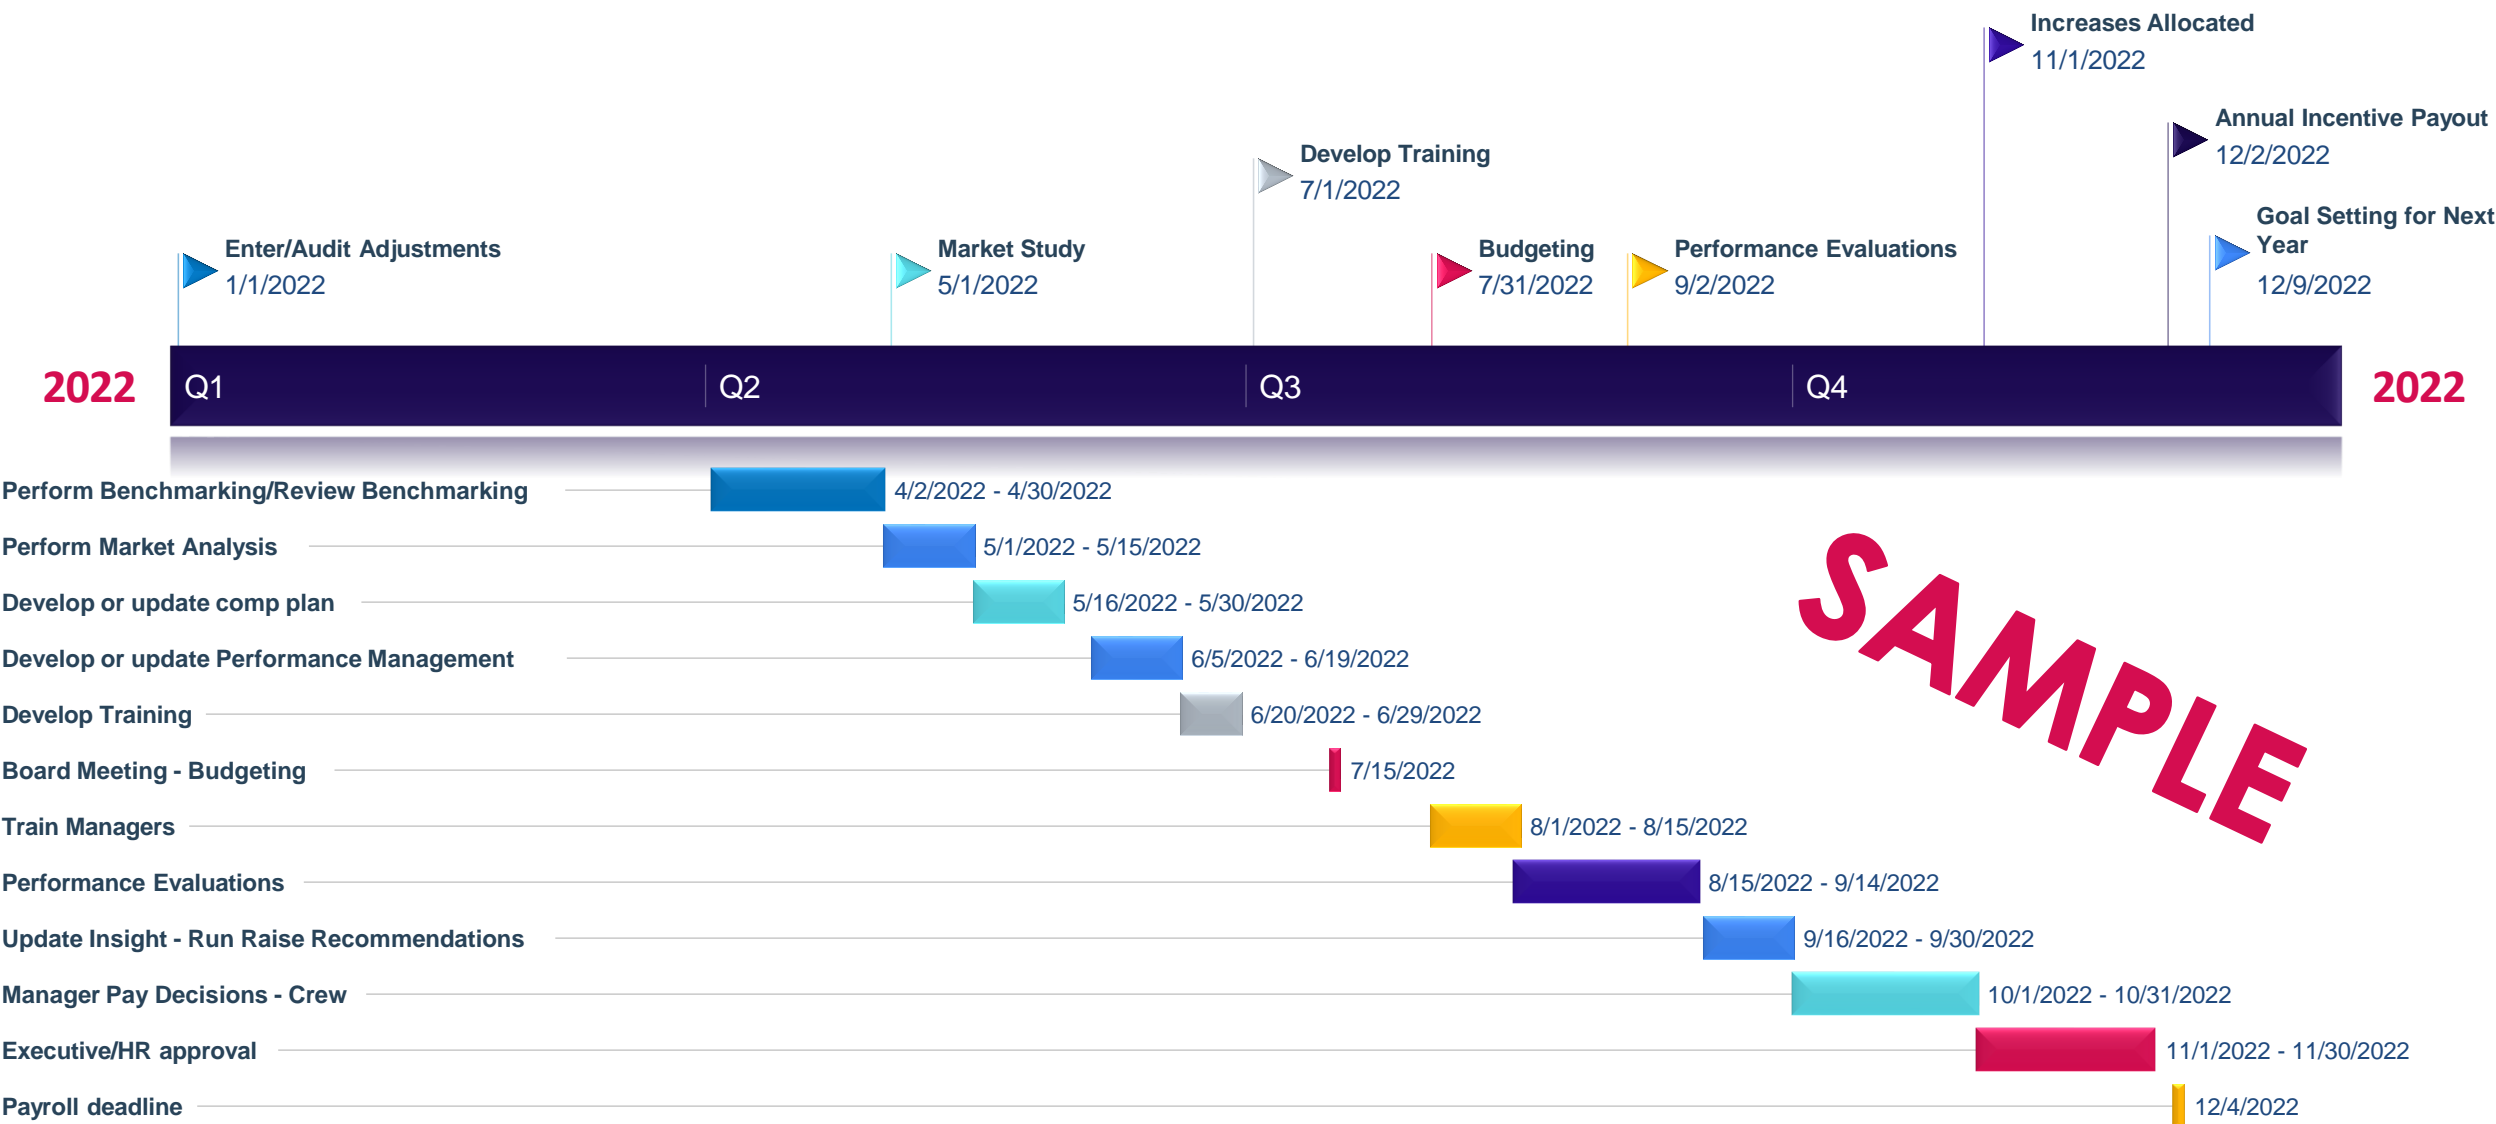 Increases Allocated
11/1/2022
Annual Incentive Payout
12/2/2022
Develop Training
7/1/2022
Goal Setting for Next
Year
12/9/2022
Enter/Audit Adjustments
1/1/2022
Market Study
5/1/2022
Budgeting
7/31/2022
Performance Evaluations
9/2/2022
2022 Q1 Q2 Q3 Q4 2022
Perform Benchmarking/Review Benchmarking 4/2/2022 - 4/30/2022
Perform Market Analysis 5/1/2022 - 5/15/2022
Develop or update comp plan 5/16/2022 - 5/30/2022
Develop or update Performance Management 6/5/2022 - 6/19/2022
Develop Training 6/20/2022 - 6/29/2022
Board Meeting - Budgeting 7/15/2022
Train Managers 8/1/2022 - 8/15/2022
Performance Evaluations 8/15/2022 - 9/14/2022
Update Insight - Run Raise Recommendations 9/16/2022 - 9/30/2022
Manager Pay Decisions - Crew 10/1/2022 - 10/31/2022
Executive/HR approval 11/1/2022 - 11/30/2022
Payroll deadline 12/4/2022
SAMPLE